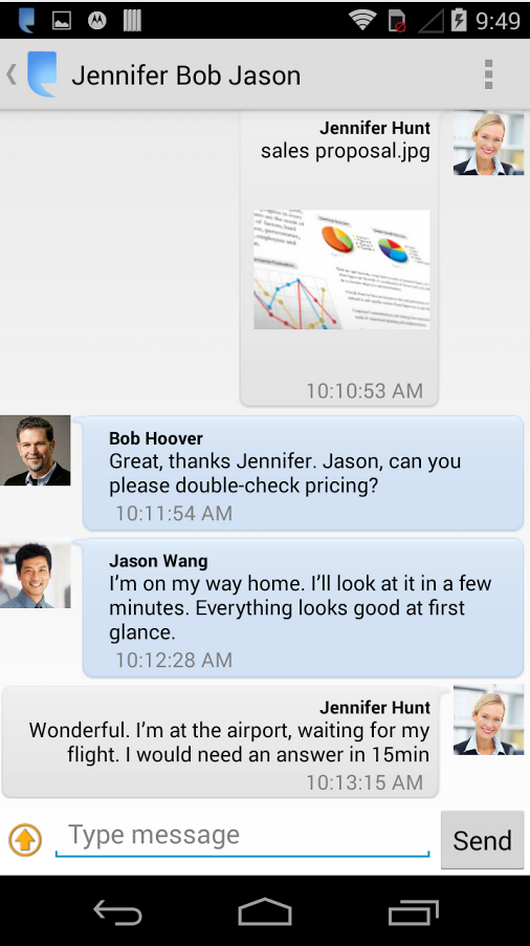 9:49
Jennifer Bob Jason
Jennifer Hunt
sales proposal.jpg
10:10:53 AM
Bob Hoover
Great, thanks Jennifer. Jason, can you
please double-check pricing?
10:11:54 AM
Jason Wang
I'm on my way home. I'll look at it in a few
minutes. Everything looks good at first
glance.
10:12:28 AM
Jennifer Hunt
Wonderful. I'm at the airport, waiting for my
flight. I would need an answer in 15min
10:13:15 AM
Type message
Send